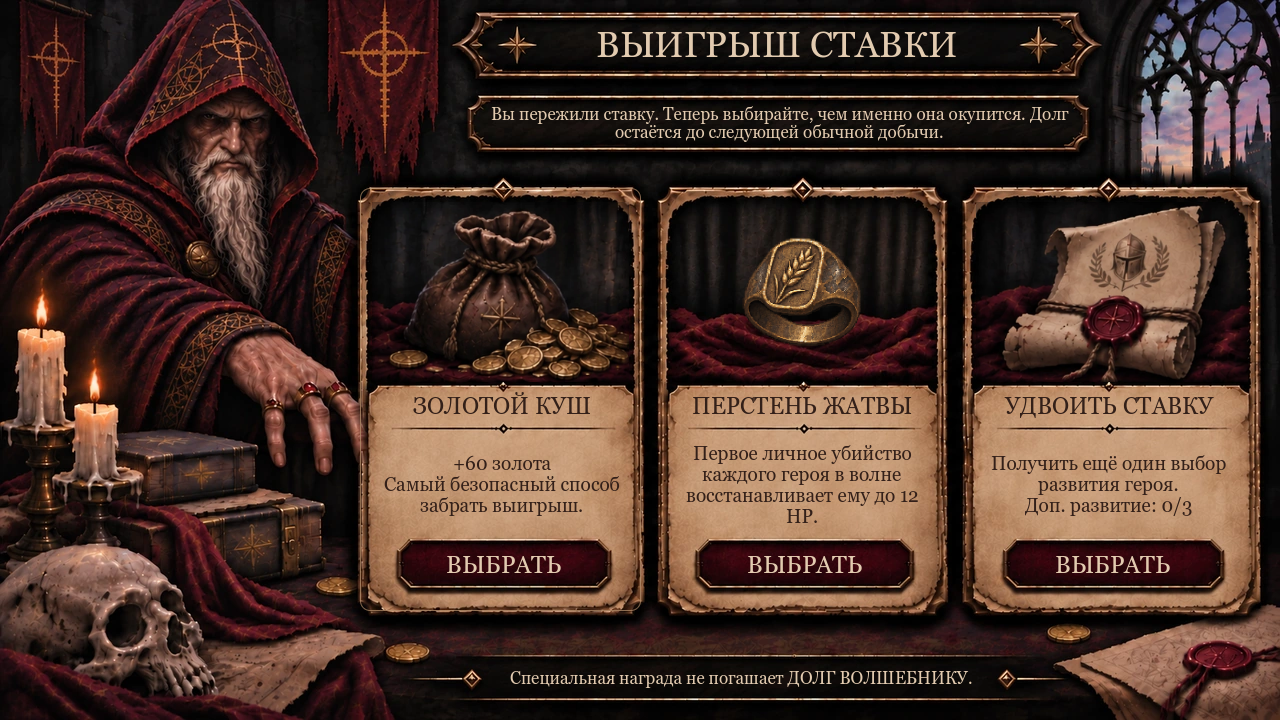 ВЫИГРЫШ СТАВКИ
Вы пережили ставку. Теперь выбирайте, чем именно она окупится. Долг
остаётся до следующей обычной добычи.
ЗОЛОТОЙ КУШ
+60 золота
Самый безопасный способ
забрать выигрыш.
ВЫБРАТЬ
ПЕРСТЕНЬ ЖАТВЫ
Первое личное убийство
каждого героя в волне
восстанавливает ему до 12
HP.
ВЫБРАТЬ
УДВОИТЬ СТАВКУ
Получить ещё один выбор
развития героя.
Доп. развитие: 0/3
ВЫБРАТЬ
Специальная награда не погашает ДОЛГ ВОЛШЕБНИКУ.